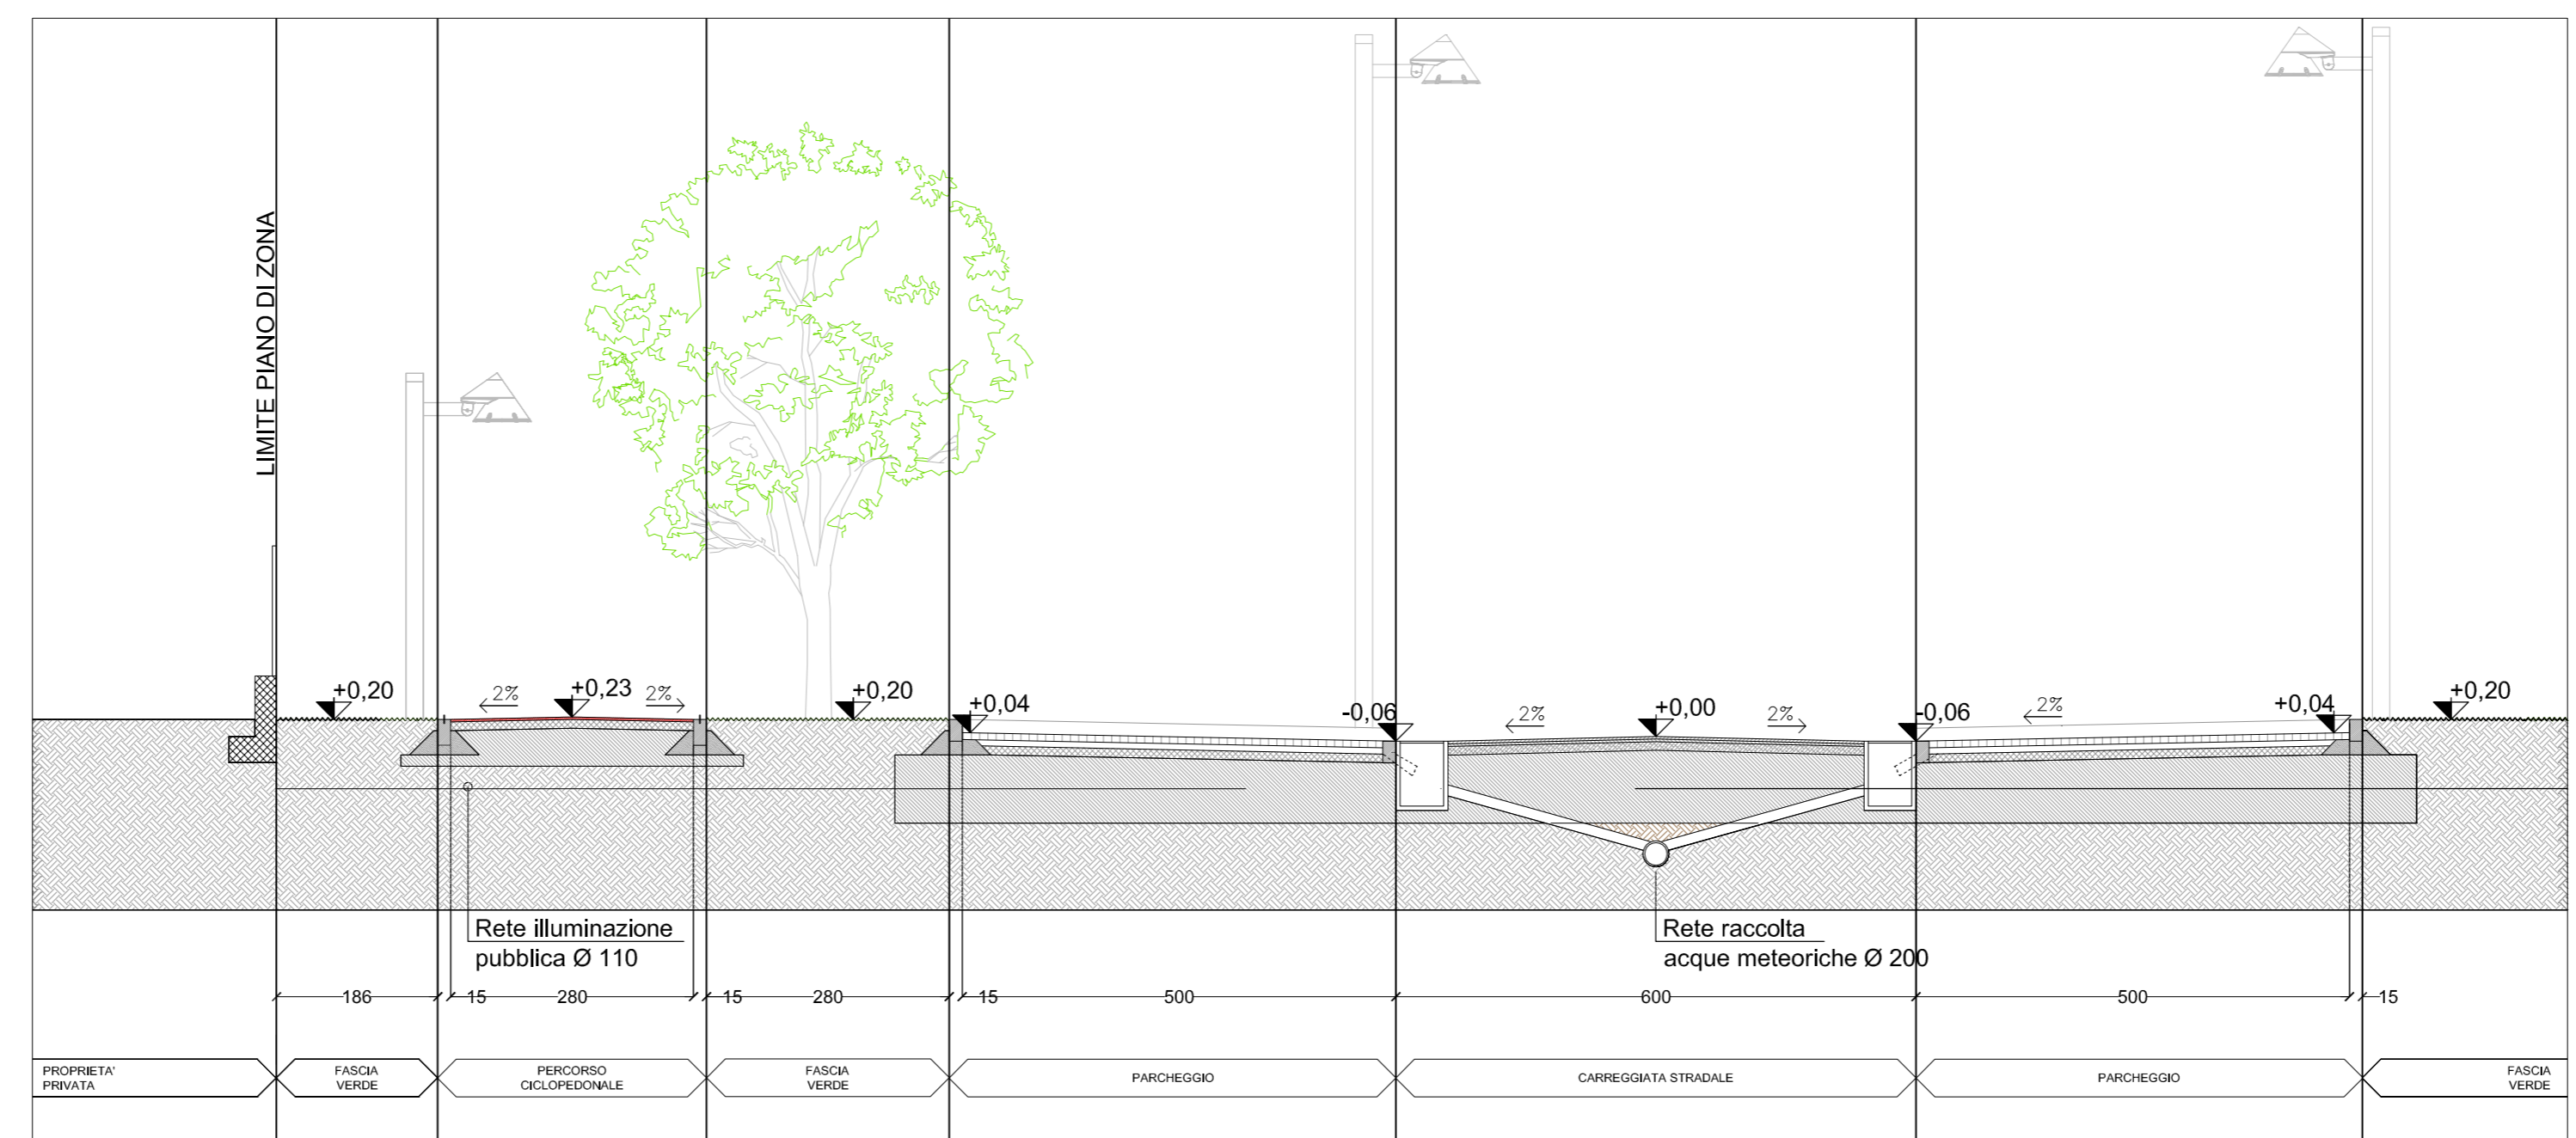 LIMITE PIANO DI ZONA
+0,20
2%
+0,23
2%
+0,20
+0,04
-0,06
2%
+0,00
2%
-0,06
2%
+0,04
+0,20
Rete illuminazione
pubblica Ø 110
Rete raccolta
acque meteoriche Ø 200
186
15
280
15
280
15
500
600
500
15
PROPRIETA'
PRIVATA
FASCIA
VERDE
PERCORSO
CICLOPEDONALE
FASCIA
VERDE
PARCHEGGIO
CARREGGIATA STRADALE
PARCHEGGIO
FASCIA
VERDE